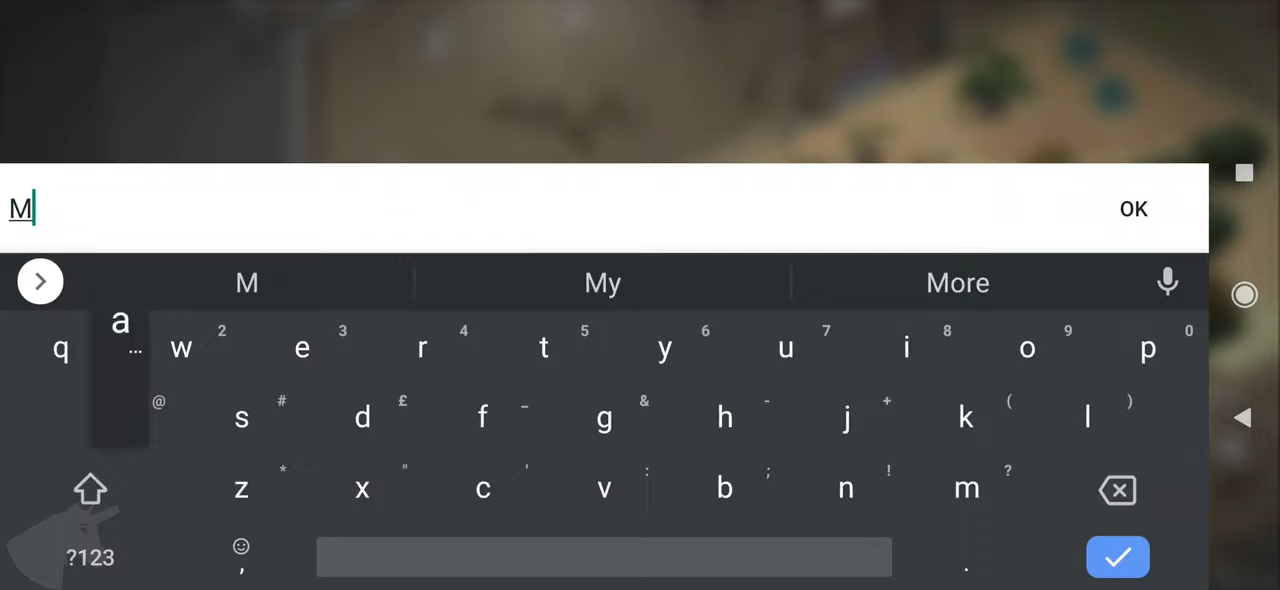 M
OK
M My More
a
...
q w 2 e 3 r 4 t 5 y 6 u 7 i 8 o 9 p 0
@ s # d £ f _ g & h - j + k ( l )
z * x " c ' v : b ; n ! m ?
?123 , .